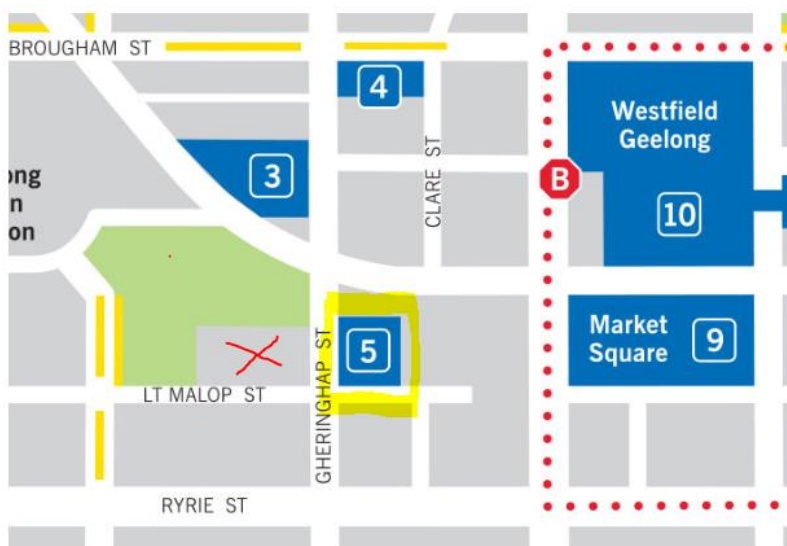 BROUGHAM ST
4
Westfield
Geelong
ong
n
on
3
CLARE ST
B
10
5
Market
Square
9
GHERINGHAP ST
LT MALOP ST
RYRIE ST